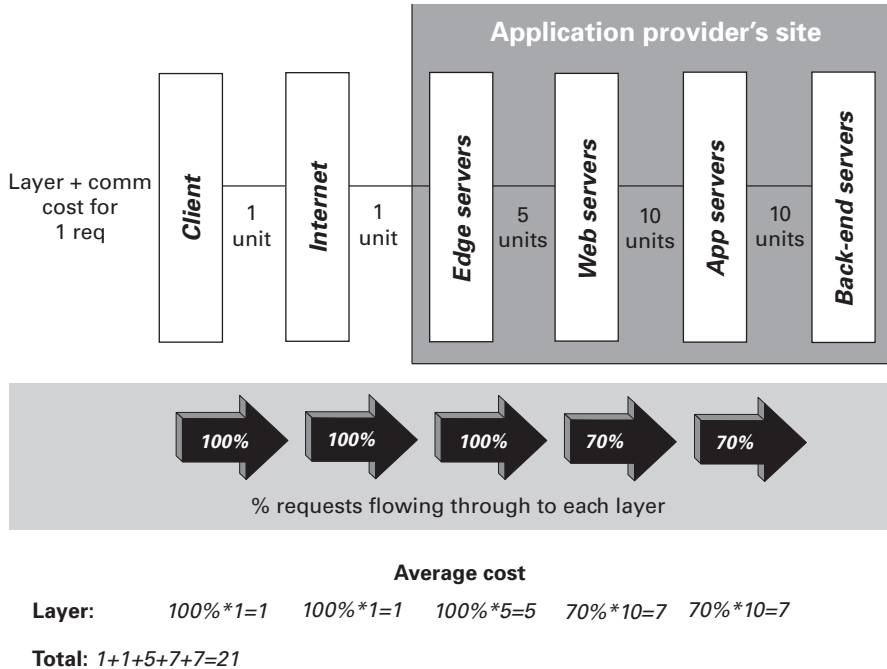 Application provider's site
Layer + comm
cost for
1 req
Client
1
unit
Internet
1
unit
Edge servers
5
units
Web servers
10
units
App servers
10
units
Back-end servers
100%
100%
100%
70%
70%
% requests flowing through to each layer
Average cost
Layer: 100%*1=1 100%*1=1 100%*5=5 70%*10=7 70%*10=7
Total: 1+1+5+7+7=21